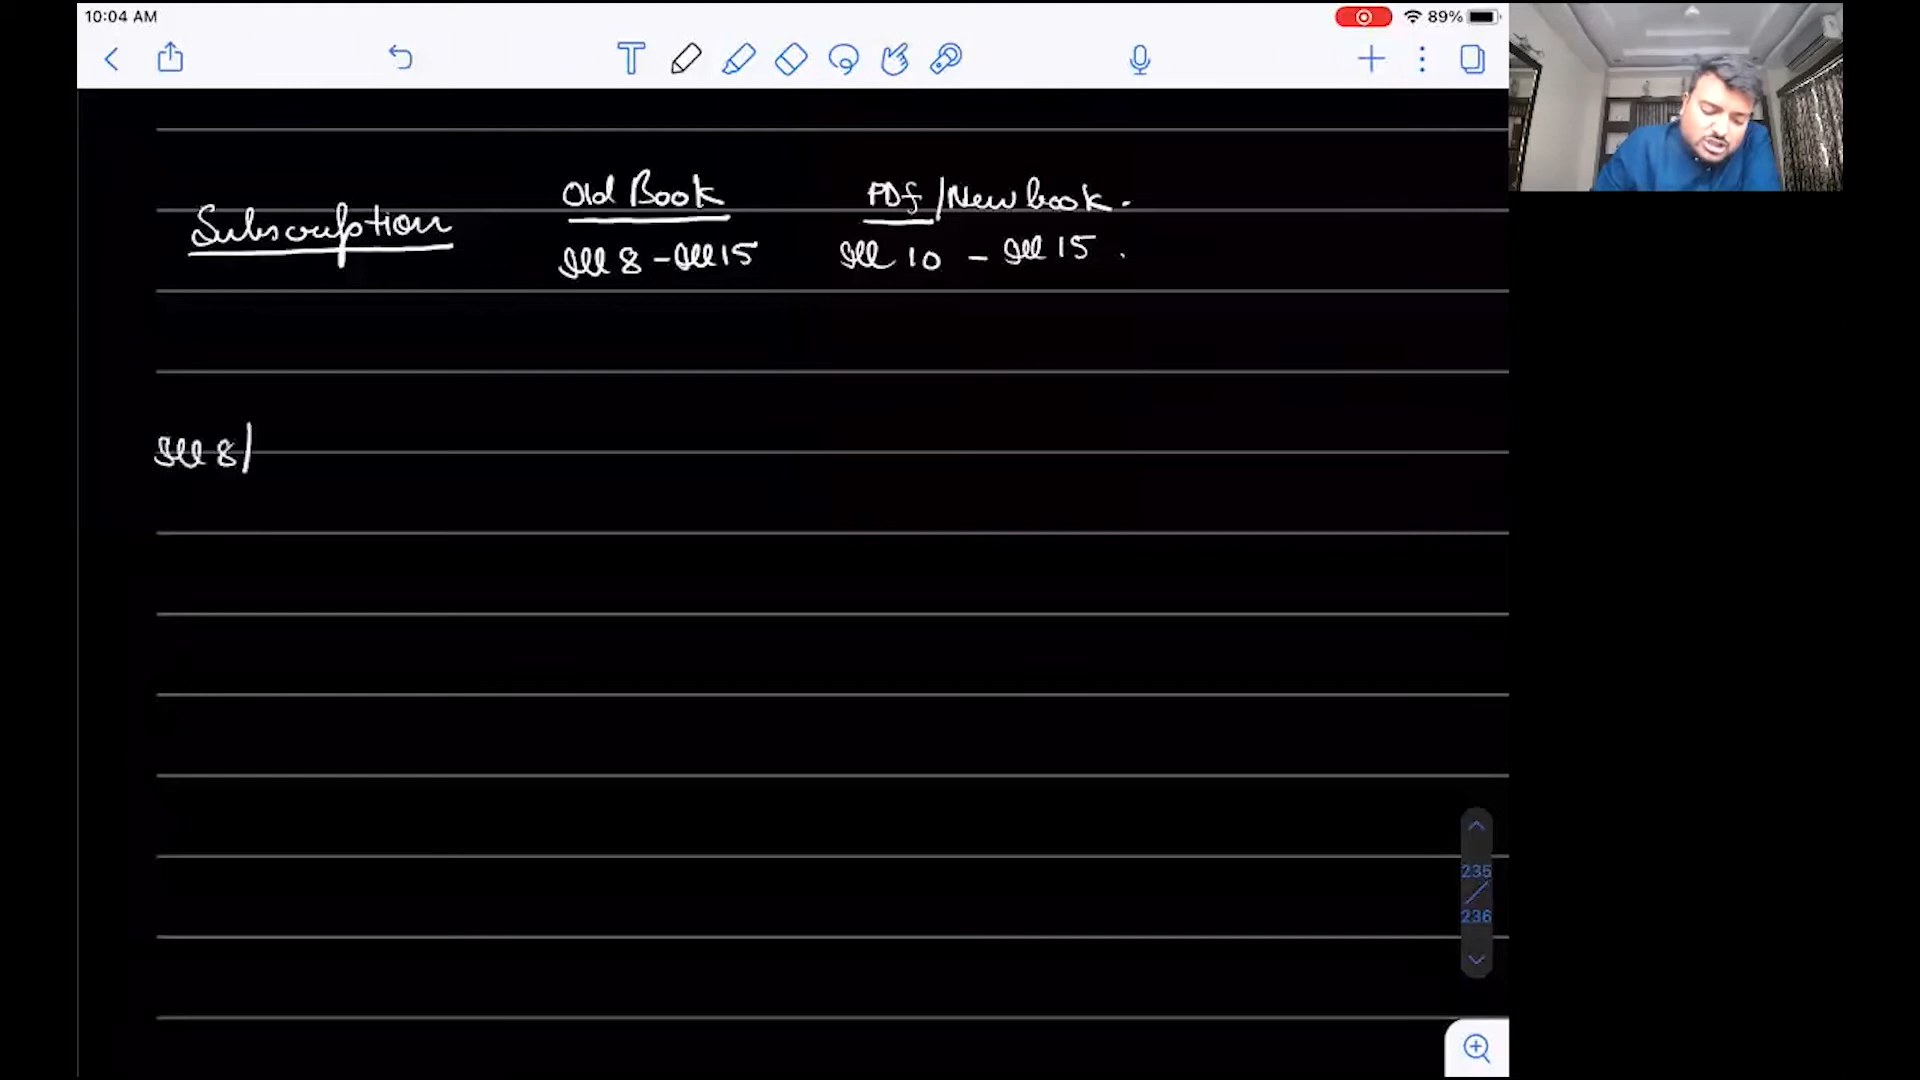 10:04 AM
89%
Subscription
Old Book
PDF / New book.
Ill 8 - Ill 15
Ill 10 - Ill 15.
Ill 8/
235
236